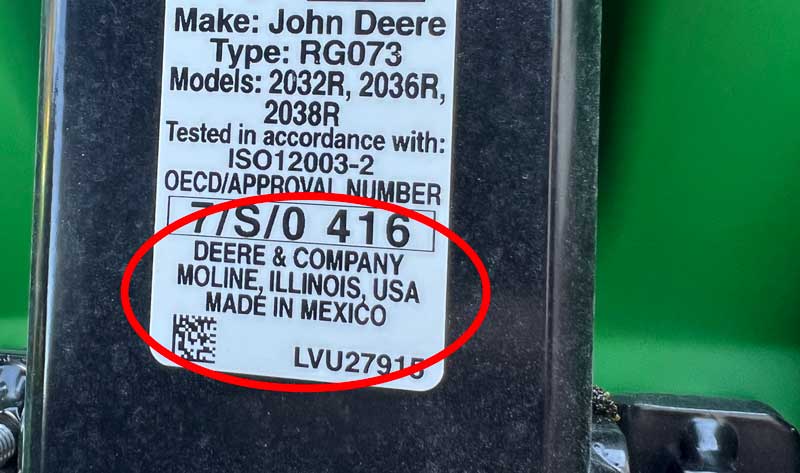 Make: John Deere
Type: RG073
Models: 2032R, 2036R,
2038R
Tested in accordance with:
ISO12003-2
OECD/APPROVAL NUMBER
7/S/0 416
DEERE & COMPANY
MOLINE, ILLINOIS, USA
MADE IN MEXICO
LVU27915